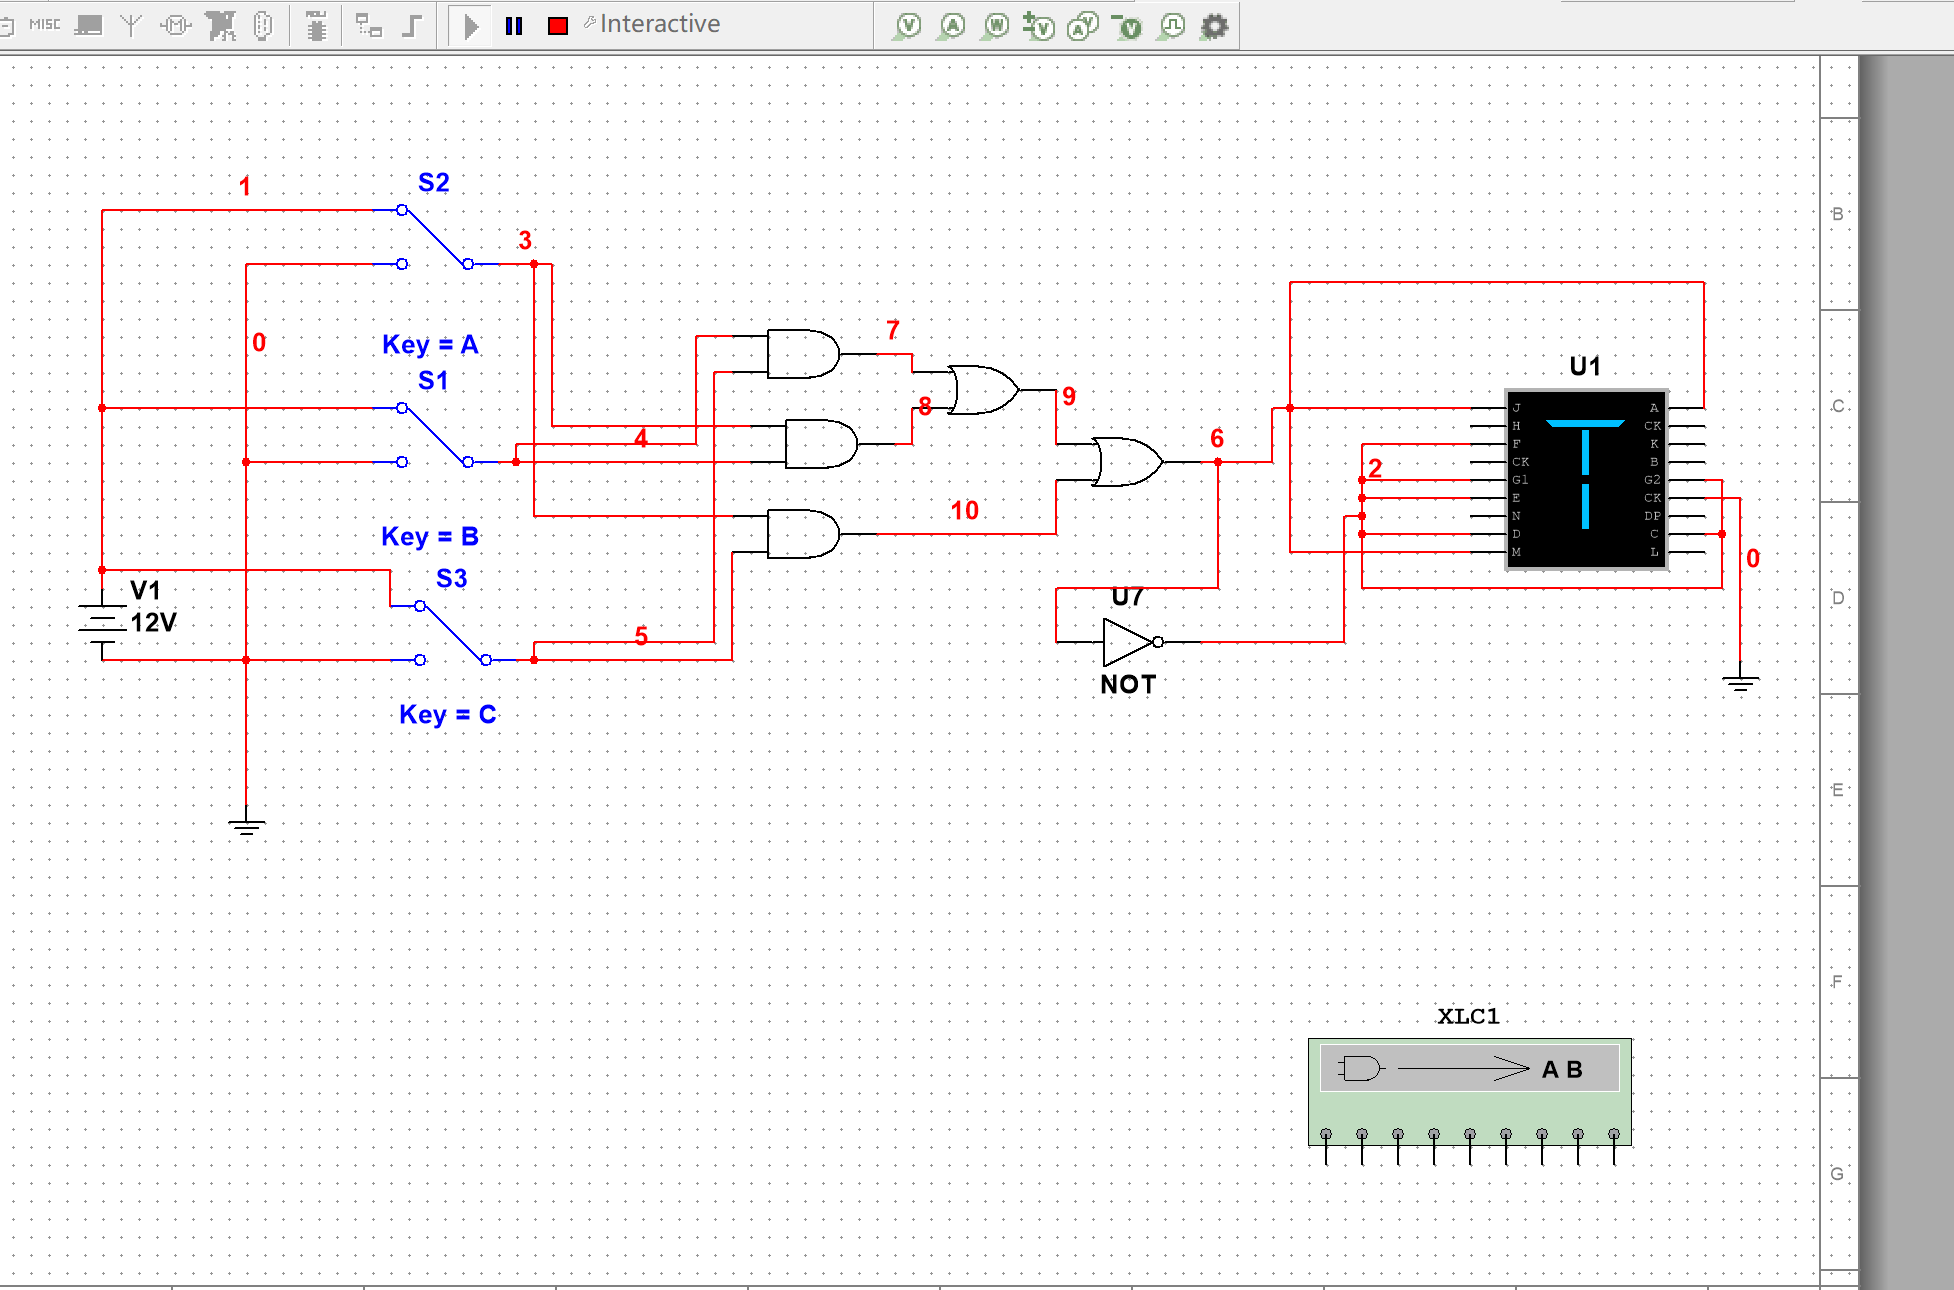 MISC
Interactive
V A W V A V V
1
S2
3
B
0
Key = A
S1
7
U1
8
9
C
4
6
J A
H CK
F K
CK B
2
G1 G2
E CK
N DP
D C
M L
10
Key = B
S3
0
V1
12V
U7
D
5
NOT
Key = C
E
F
XLC1
A B
G